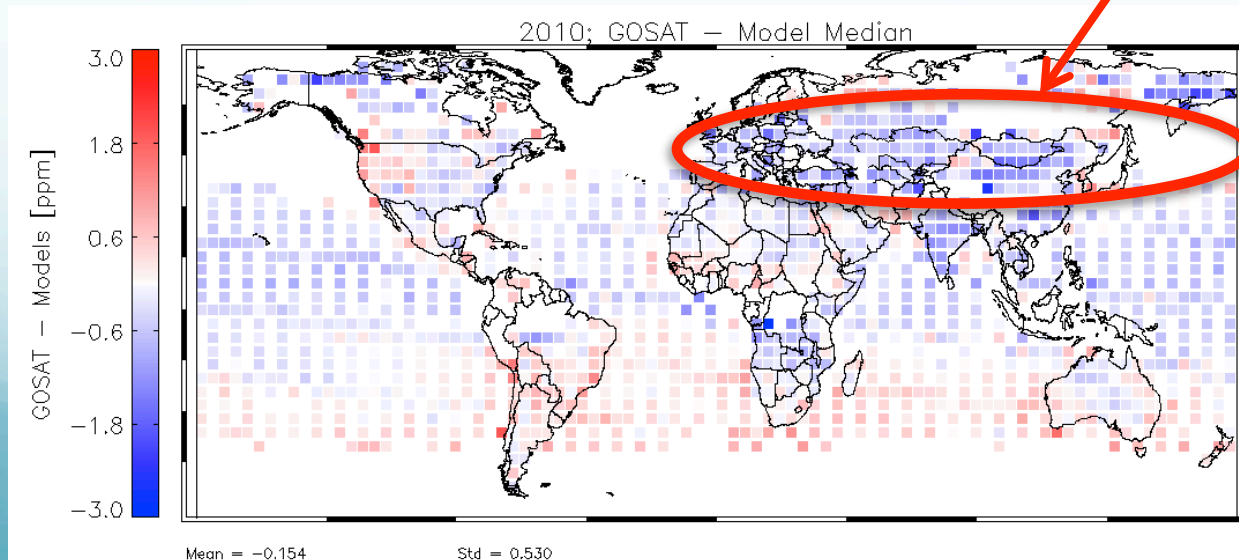 2010; GOSAT – Model Median
GOSAT – Models [ppm]
3.0
1.8
0.6
−0.6
−1.8
−3.0
Mean = −0.154 Std = 0.530